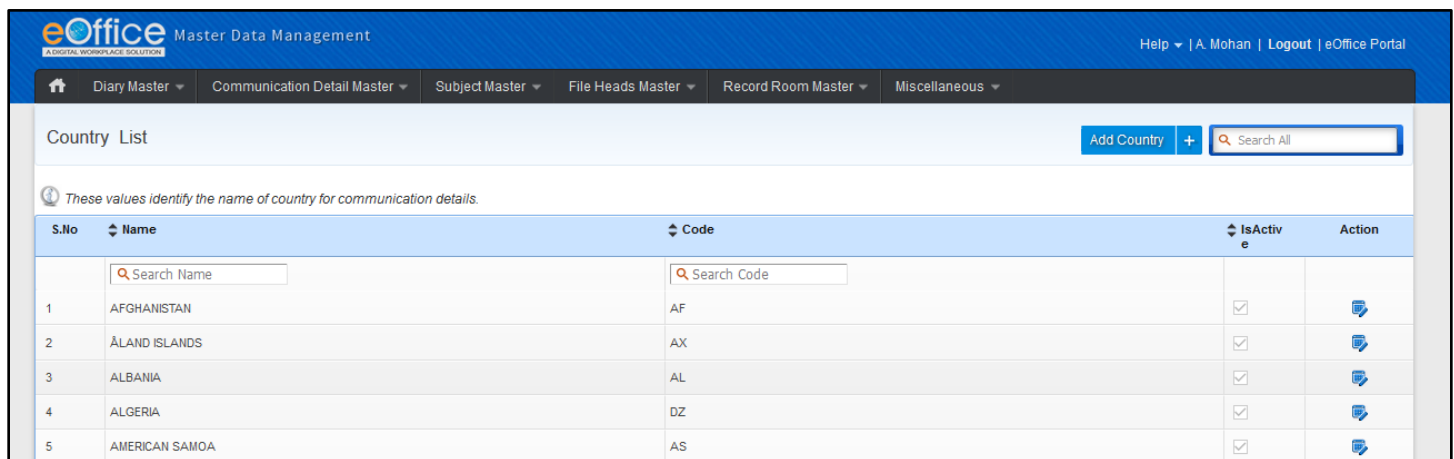 eOffice Master Data Management
A DIGITAL WORKPLACE SOLUTION
Help | A. Mohan | Logout | eOffice Portal
Diary Master Communication Detail Master Subject Master File Heads Master Record Room Master Miscellaneous
Country List Add Country + Search All
These values identify the name of country for communication details.
S.No Name Code IsActiv Action
e
Search Name Search Code
1 AFGHANISTAN AF
2 ÅLAND ISLANDS AX
3 ALBANIA AL
4 ALGERIA DZ
5 AMERICAN SAMOA AS